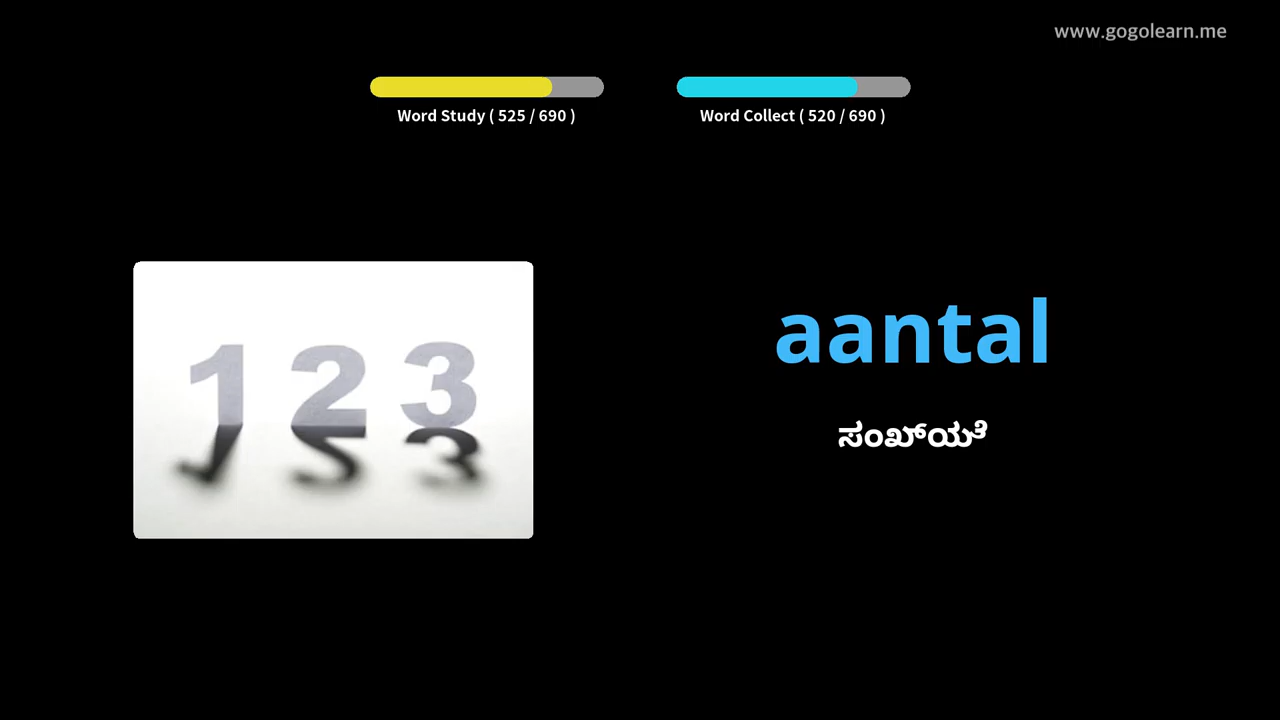 www.gogolearn.me
Word Study ( 525 / 690 )
Word Collect ( 520 / 690 )
1 2 3
aantal
ಸಂಖ್ಯೆ